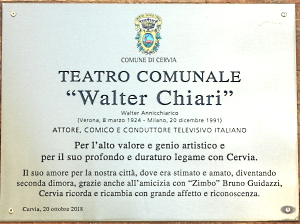 COMUNE DI CERVIA
TEATRO COMUNALE
“Walter Chiari”
Walter Annicchiarico
(Verona, 8 marzo 1924 - Milano, 20 dicembre 1991)
ATTORE, COMICO E CONDUTTORE TELEVISIVO ITALIANO
Per l'alto valore e genio artistico e
per il suo profondo e duraturo legame con Cervia.
Il suo amore per la nostra città, dove era stimato e amato, diventando
seconda dimora, grazie anche all'amicizia con “Zimbo” Bruno Guidazzi,
Cervia ricorda e ricambia con grande affetto e riconoscenza.
Cervia, 20 ottobre 2018